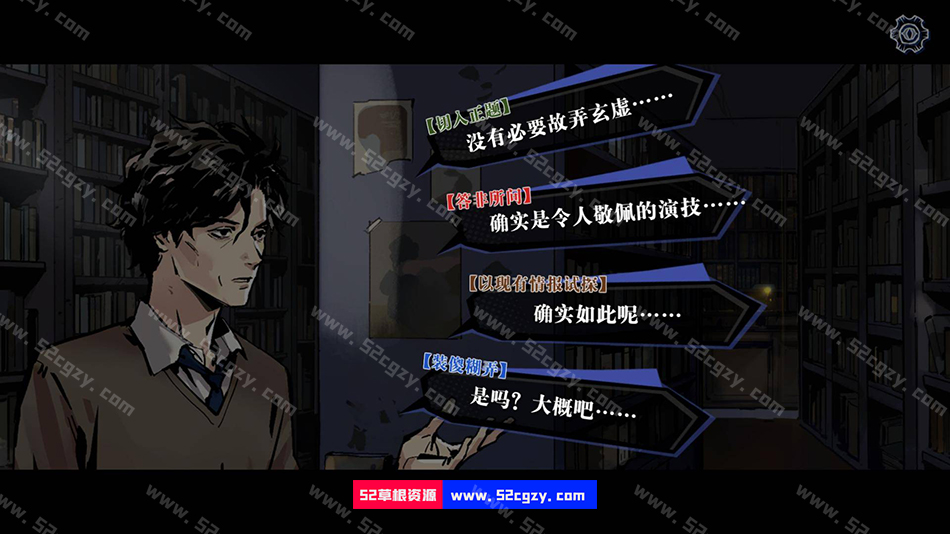 【切入正题】
没有必要故弄玄虚……
【答非所问】
确实是令人敬佩的演技……
【以现有情报试探】
确实如此呢……
【装傻糊弄】
是吗？大概吧……
52草根资源 www.52cgzy.com